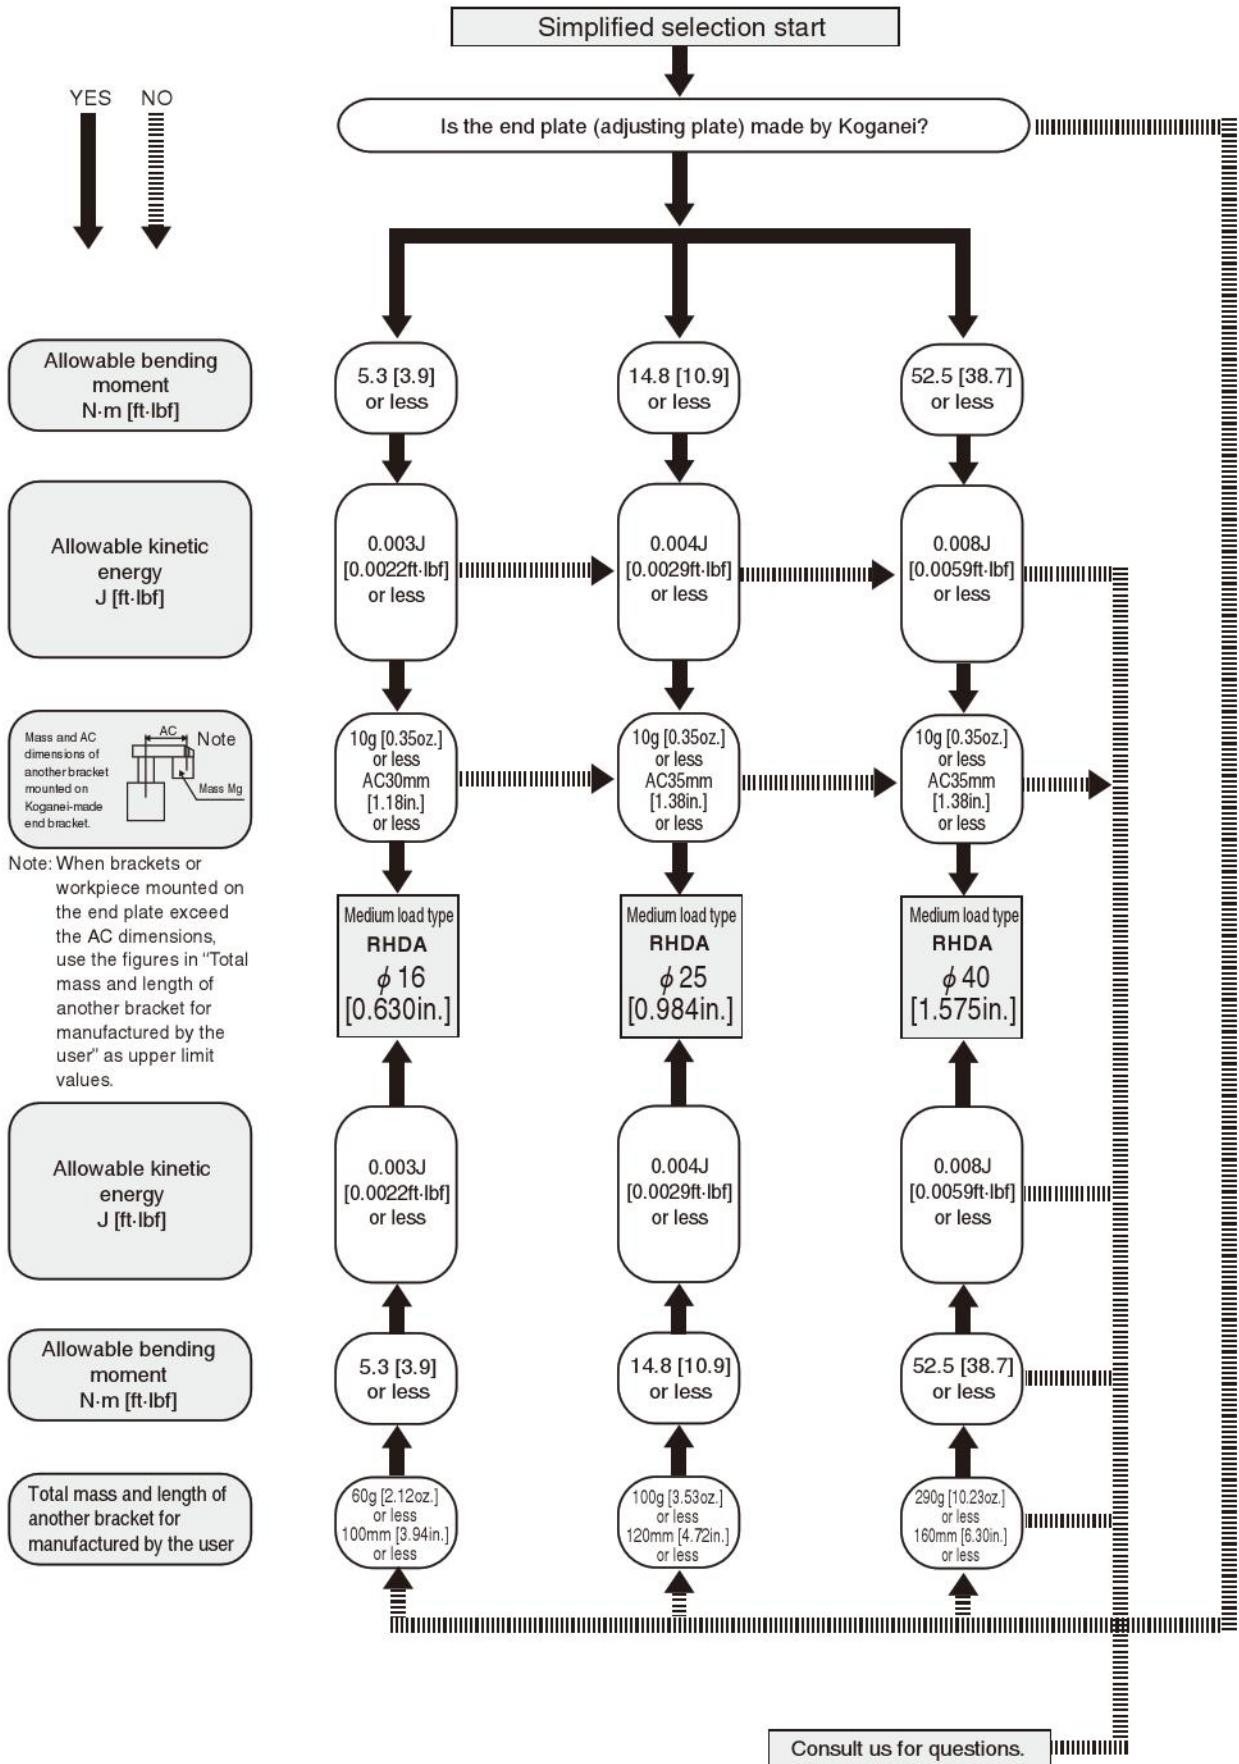 Simplified selection start
YES NO
Is the end plate (adjusting plate) made by Koganei?
Allowable bending
moment
N·m [ft·lbf]
5.3 [3.9]
or less
14.8 [10.9]
or less
52.5 [38.7]
or less
Allowable kinetic
energy
J [ft·lbf]
0.003J
[0.0022ft·lbf]
or less
0.004J
[0.0029ft·lbf]
or less
0.008J
[0.0059ft·lbf]
or less
Mass and AC
dimensions of
another bracket
mounted on
Koganei-made
end bracket.
AC
Note
Mass Mg
10g [0.35oz.]
or less
AC30mm
[1.18in.]
or less
10g [0.35oz.]
or less
AC35mm
[1.38in.]
or less
10g [0.35oz.]
or less
AC35mm
[1.38in.]
or less
Note: When brackets or
workpiece mounted on
the end plate exceed
the AC dimensions,
use the figures in "Total
mass and length of
another bracket for
manufactured by the
user" as upper limit
values.
Medium load type
RHDA
ϕ 16
[0.630in.]
Medium load type
RHDA
ϕ 25
[0.984in.]
Medium load type
RHDA
ϕ 40
[1.575in.]
Allowable kinetic
energy
J [ft·lbf]
0.003J
[0.0022ft·lbf]
or less
0.004J
[0.0029ft·lbf]
or less
0.008J
[0.0059ft·lbf]
or less
Allowable bending
moment
N·m [ft·lbf]
5.3 [3.9]
or less
14.8 [10.9]
or less
52.5 [38.7]
or less
Total mass and length of
another bracket for
manufactured by the user
60g [2.12oz.]
or less
100mm [3.94in.]
or less
100g [3.53oz.]
or less
120mm [4.72in.]
or less
290g [10.23oz.]
or less
160mm [6.30in.]
or less
Consult us for questions.